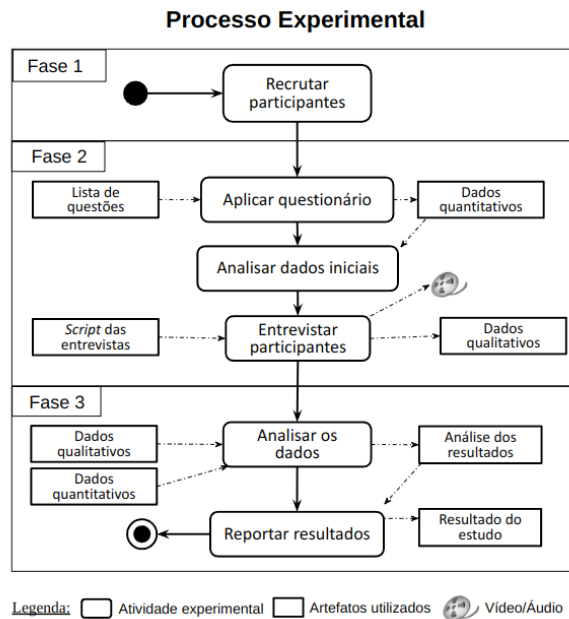 Processo Experimental
Fase 1
Recrutar
participantes
Fase 2
Lista de
questões
Aplicar questionário
Dados
quantitativos
Analisar dados iniciais
Script das
entrevistas
Entrevistar
participantes
Dados
qualitativos
Fase 3
Dados
qualitativos
Dados
quantitativos
Analisar os
dados
Análise dos
resultados
Reportar resultados
Resultado do
estudo
Legenda: Atividade experimental Artefatos utilizados Vídeo/Áudio